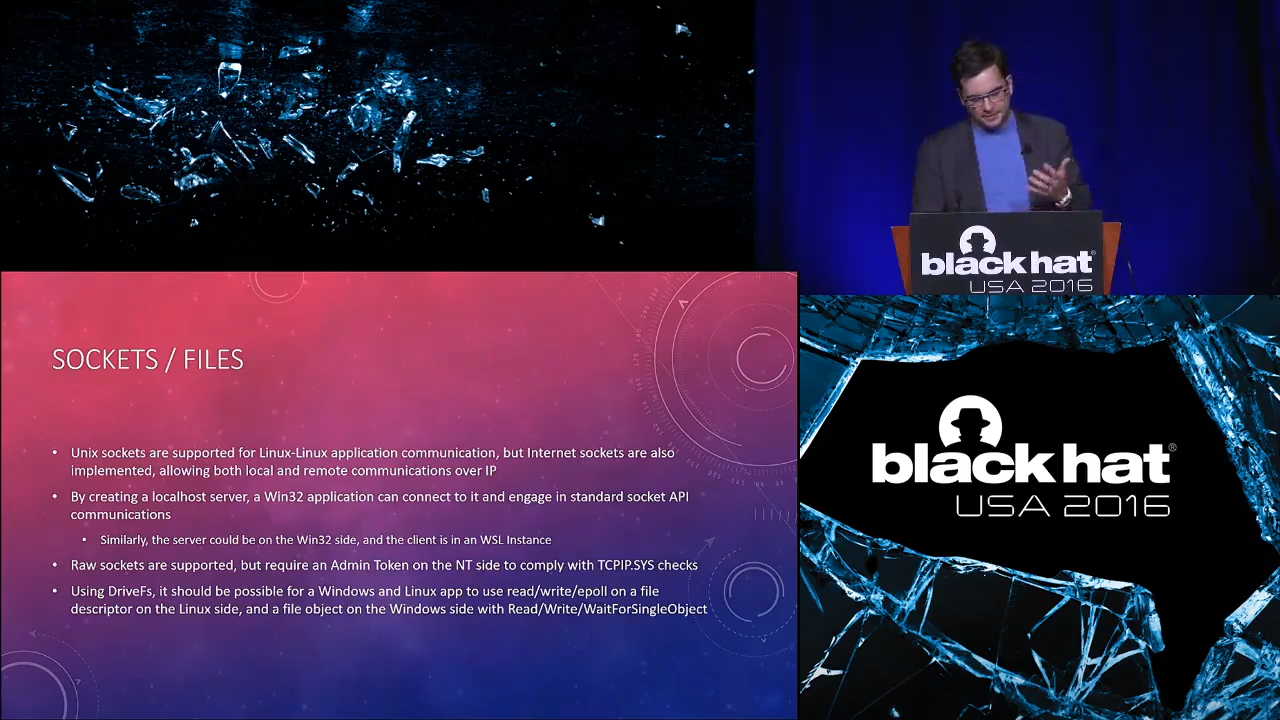 black hat®
USA 2016
SOCKETS / FILES
• Unix sockets are supported for Linux-Linux application communication, but Internet sockets are also
implemented, allowing both local and remote communications over IP
• By creating a localhost server, a Win32 application can connect to it and engage in standard socket API
communications
• Similarly, the server could be on the Win32 side, and the client is in an WSL Instance
• Raw sockets are supported, but require an Admin Token on the NT side to comply with TCPIP.SYS checks
• Using DriveFs, it should be possible for a Windows and Linux app to use read/write/epoll on a file
descriptor on the Linux side, and a file object on the Windows side with Read/Write/WaitForSingleObject
black hat®
USA 2016